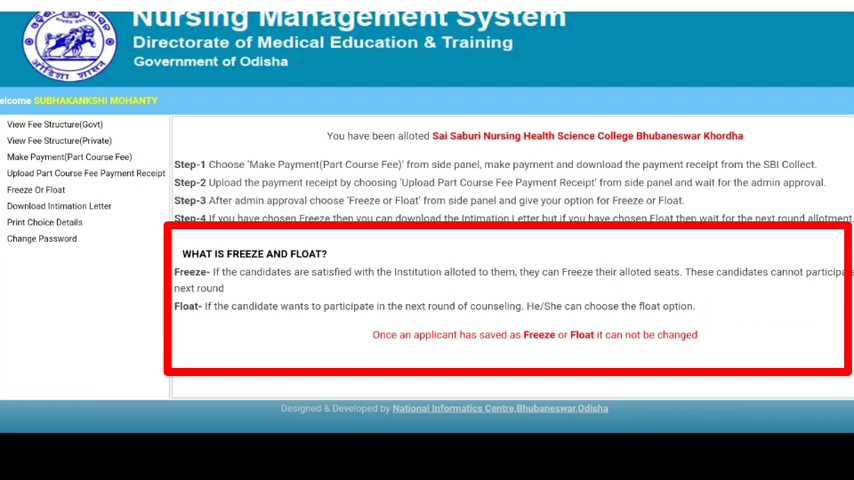 Nursing Management System
Directorate of Medical Education & Training
Government of Odisha
ଓଡ଼ିଶା ଶାସନ
elcome SUBHAKANKSHI MOHANTY
View Fee Structure(Govt)
View Fee Structure(Private)
Make Payment(Part Course Fee)
Upload Part Course Fee Payment Receipt
Freeze Or Float
Download Intimation Letter
Print Choice Details
Change Password
You have been alloted Sai Saburi Nursing Health Science College Bhubaneswar Khordha
Step-1 Choose 'Make Payment(Part Course Fee)' from side panel, make payment and download the payment receipt from the SBI Collect.
Step-2 Upload the payment receipt by choosing 'Upload Part Course Fee Payment Receipt' from side panel and wait for the admin approval.
Step-3 After admin approval choose 'Freeze or Float' from side panel and give your option for Freeze or Float.
Step-4 If you have chosen Freeze then you can download the Intimation Letter but if you have chosen Float then wait for the next round allotment.
WHAT IS FREEZE AND FLOAT?
Freeze- If the candidates are satisfied with the Institution alloted to them, they can Freeze their alloted seats. These candidates cannot participate
next round
Float- If the candidate wants to participate in the next round of counseling. He/She can choose the float option.
Once an applicant has saved as Freeze or Float it can not be changed
Designed & Developed by National Informatics Centre,Bhubaneswar,Odisha